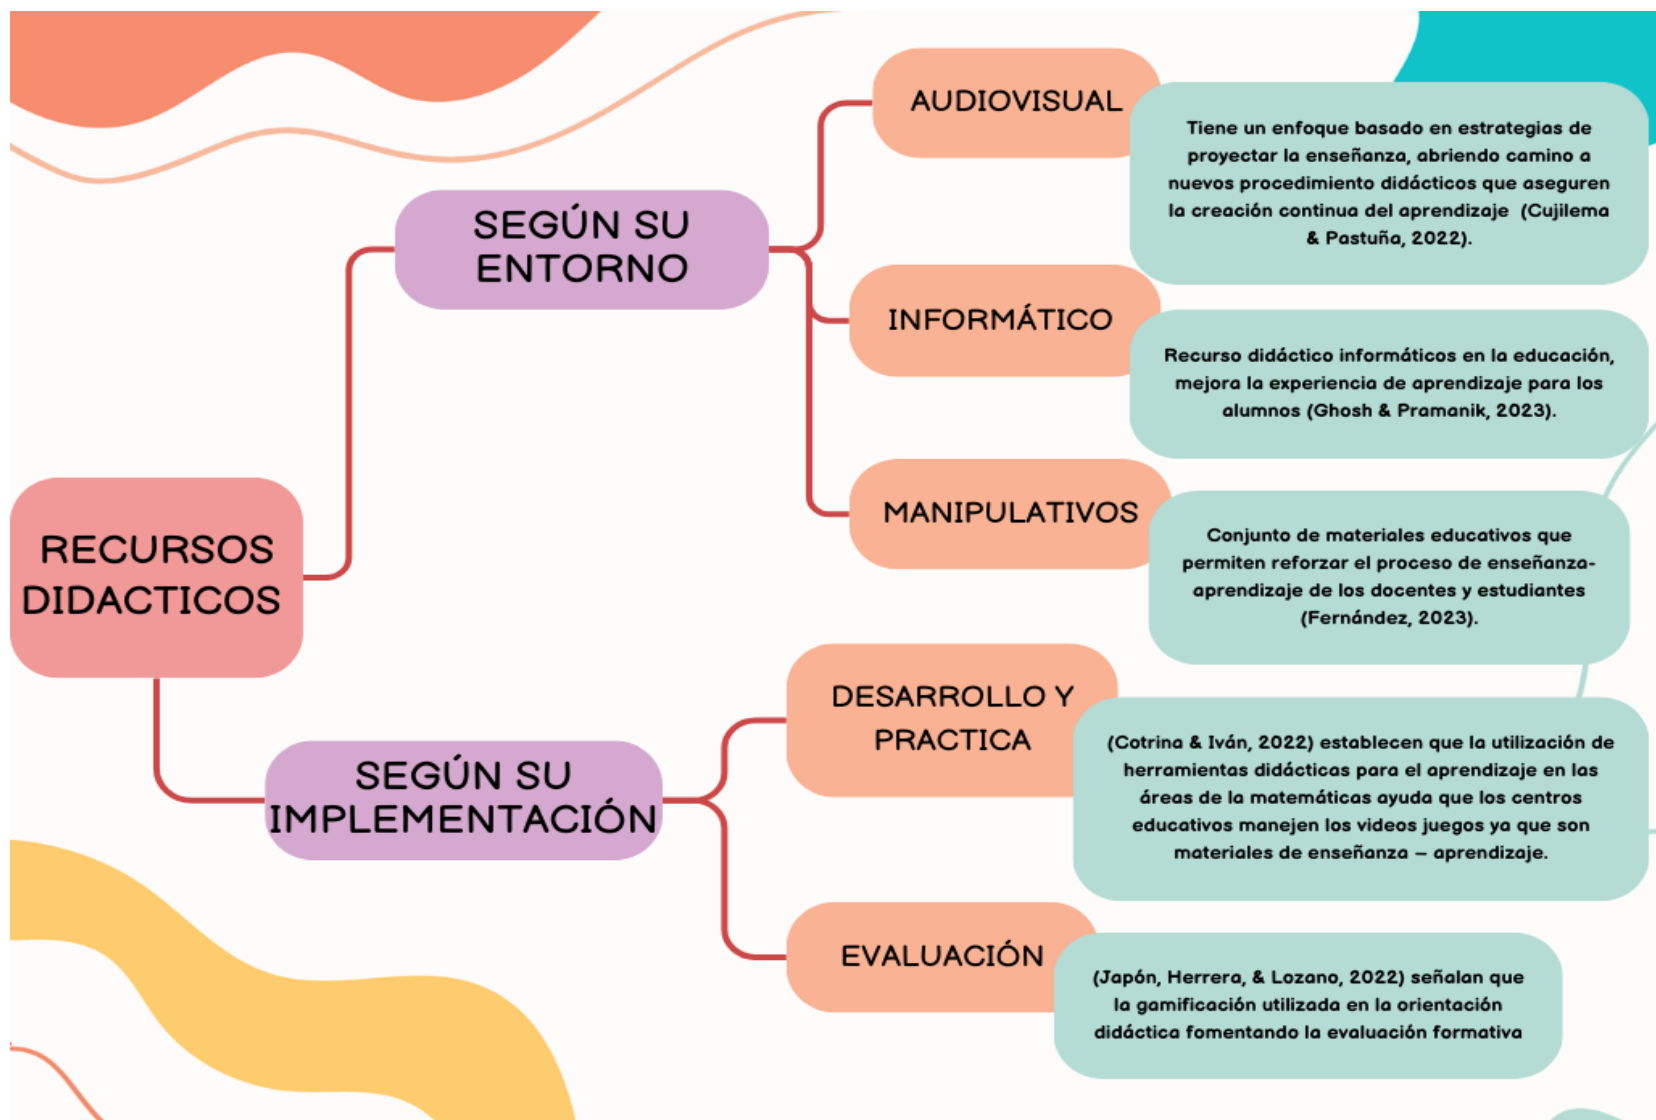 RECURSOS
DIDACTICOS
SEGÚN SU
ENTORNO
AUDIOVISUAL
Tiene un enfoque basado en estrategias de
proyectar la enseñanza, abriendo camino a
nuevos procedimiento didácticos que aseguren
la creación continua del aprendizaje (Cujilema
& Pastuña, 2022).
INFORMÁTICO
Recurso didáctico informáticos en la educación,
mejora la experiencia de aprendizaje para los
alumnos (Ghosh & Pramanik, 2023).
MANIPULATIVOS
Conjunto de materiales educativos que
permiten reforzar el proceso de enseñanza-
aprendizaje de los docentes y estudiantes
(Fernández, 2023).
SEGÚN SU
IMPLEMENTACIÓN
DESARROLLO Y
PRACTICA
(Cotrina & Iván, 2022) establecen que la utilización de
herramientas didácticas para el aprendizaje en las
áreas de la matemáticas ayuda que los centros
educativos manejen los videos juegos ya que son
materiales de enseñanza – aprendizaje.
EVALUACIÓN
(Japón, Herrera, & Lozano, 2022) señalan que
la gamificación utilizada en la orientación
didáctica fomentando la evaluación formativa